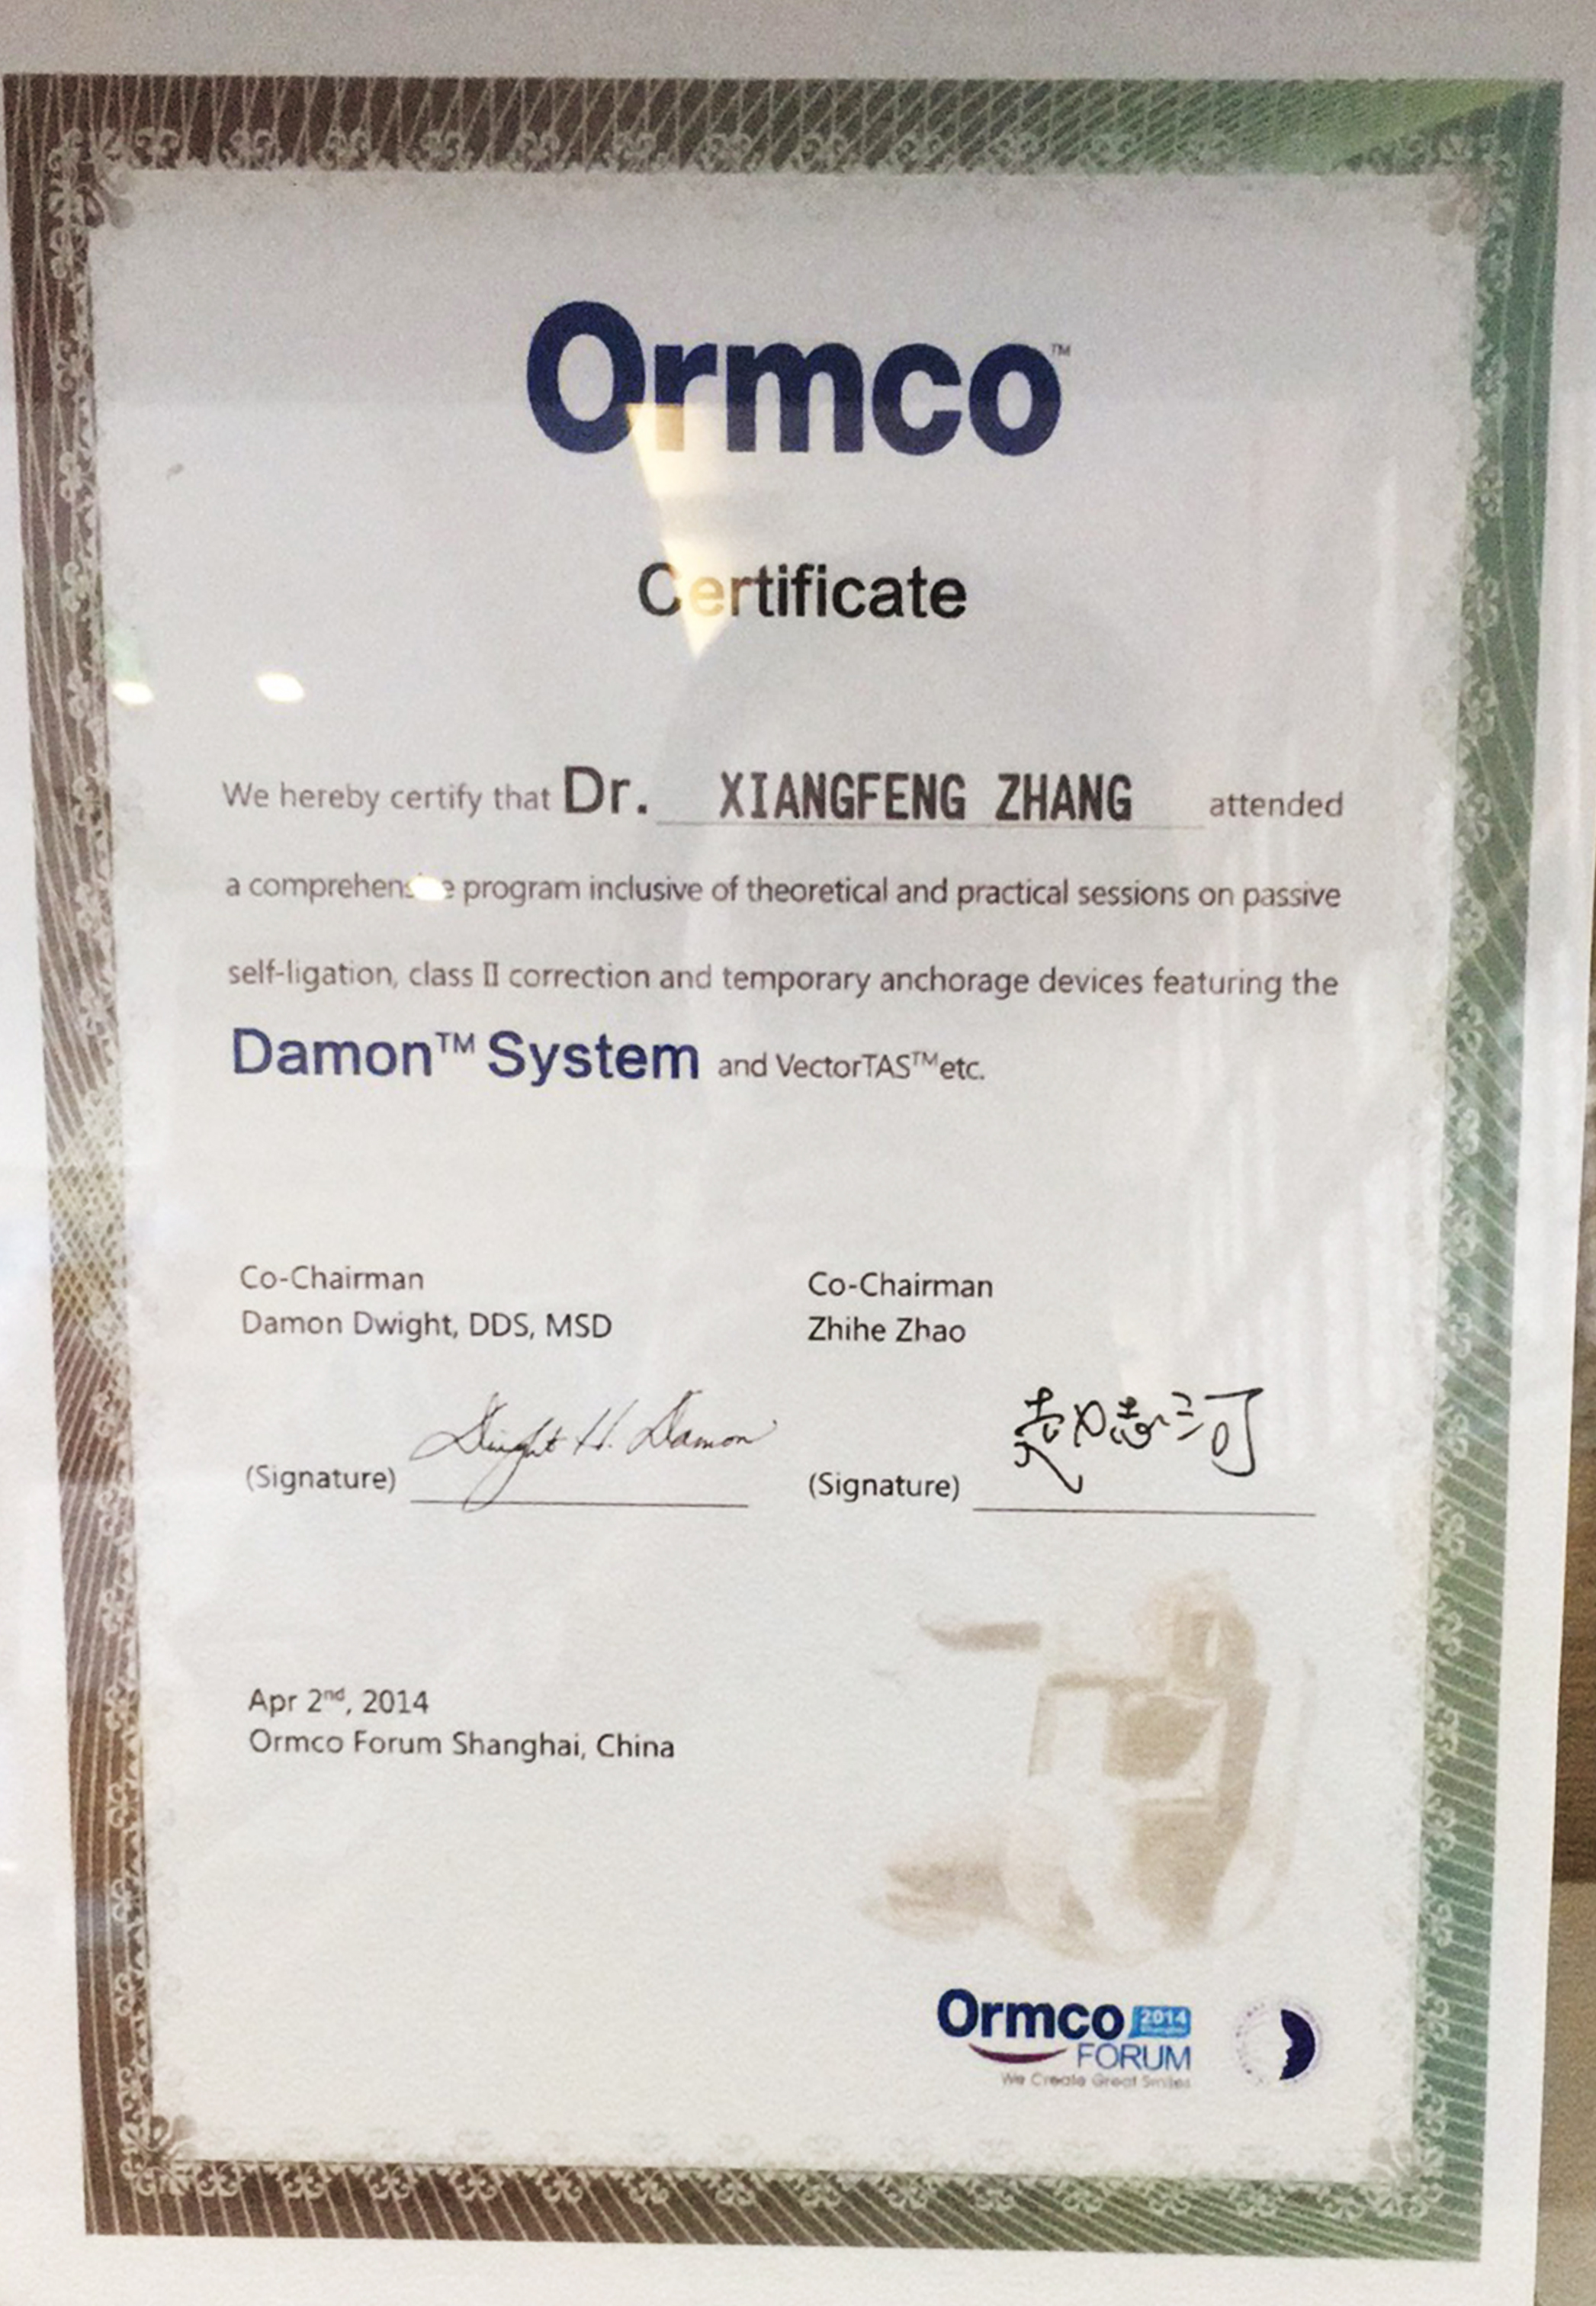 Ormco™
Certificate
We hereby certify that Dr. XIANGFENG ZHANG attended
a comprehensive program inclusive of theoretical and practical sessions on passive
self-ligation, class II correction and temporary anchorage devices featuring the
Damon™ System and VectorTAS™ etc.
Co-Chairman
Damon Dwight, DDS, MSD
Co-Chairman
Zhihe Zhao
(Signature) Dwight H. Damon
(Signature) 赵志河
Apr 2nd, 2014
Ormco Forum Shanghai, China
Ormco 2014
FORUM
We Create Great Smiles